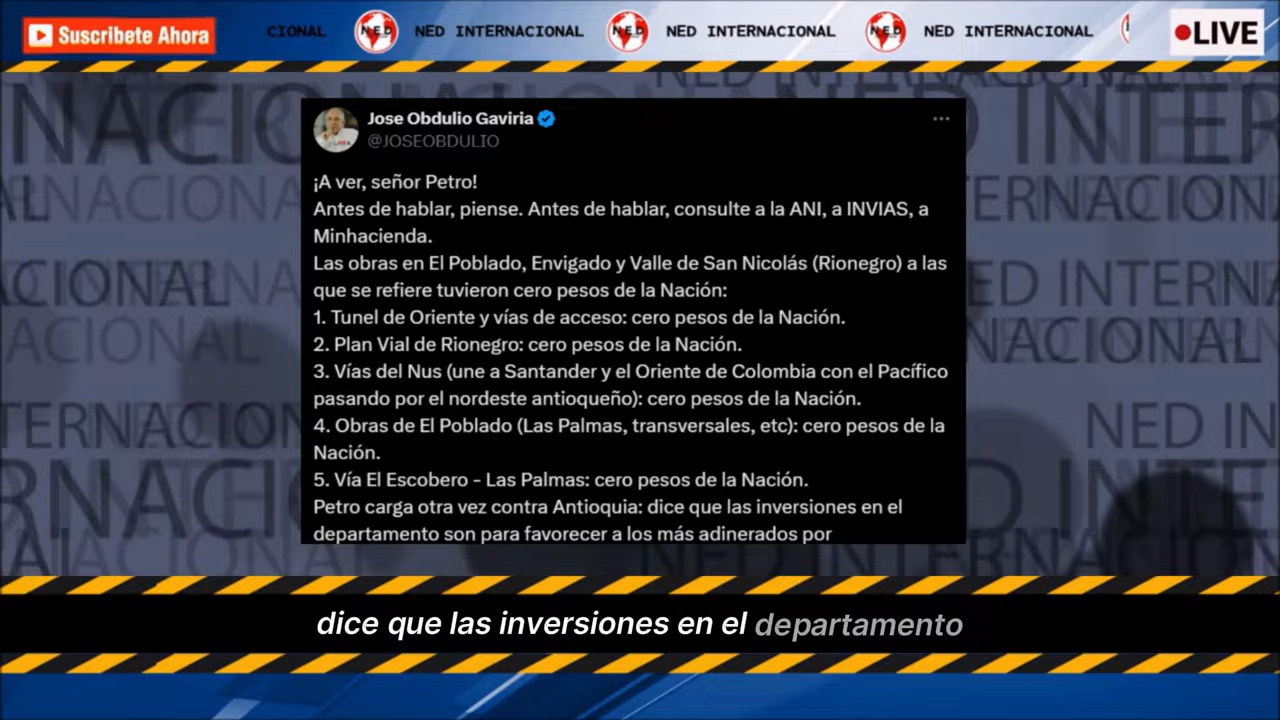 Suscribete Ahora
CIONAL
NED
NED INTERNACIONAL
NED
NED INTERNACIONAL
NED
NED INTERNACIONAL
LIVE
Jose Obdulio Gaviria
@JOSEOBDULIO
¡A ver, señor Petro!
Antes de hablar, piense. Antes de hablar, consulte a la ANI, a INVIAS, a
Minhacienda.
Las obras en El Poblado, Envigado y Valle de San Nicolás (Rionegro) a las
que se refiere tuvieron cero pesos de la Nación:
1. Tunel de Oriente y vías de acceso: cero pesos de la Nación.
2. Plan Vial de Rionegro: cero pesos de la Nación.
3. Vías del Nus (une a Santander y el Oriente de Colombia con el Pacífico
pasando por el nordeste antioqueño): cero pesos de la Nación.
4. Obras de El Poblado (Las Palmas, transversales, etc): cero pesos de la
Nación.
5. Vía El Escobero - Las Palmas: cero pesos de la Nación.
Petro carga otra vez contra Antioquia: dice que las inversiones en el
departamento son para favorecer a los más adinerados por
dice que las inversiones en el departamento